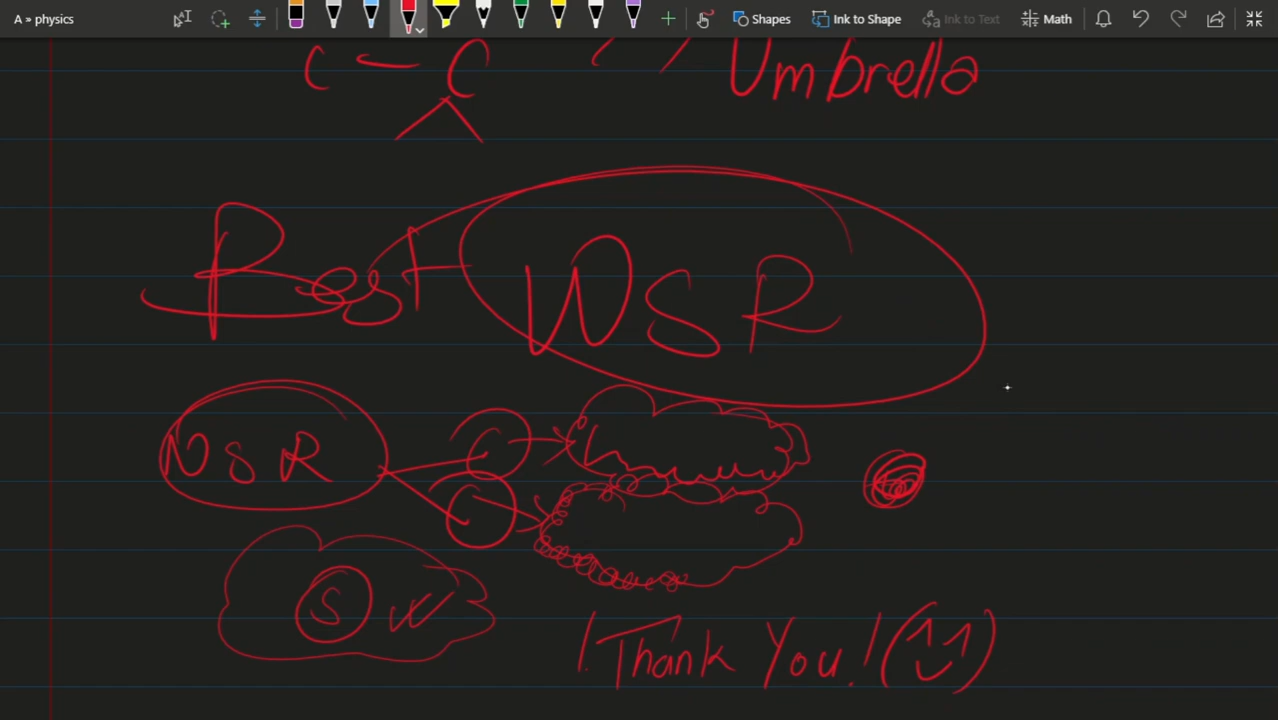 A » physics
Shapes
Ink to Shape
Ink to Text
Math
C — C
Umbrella
Best WSR
NSR
C
C
S W
Thank You!